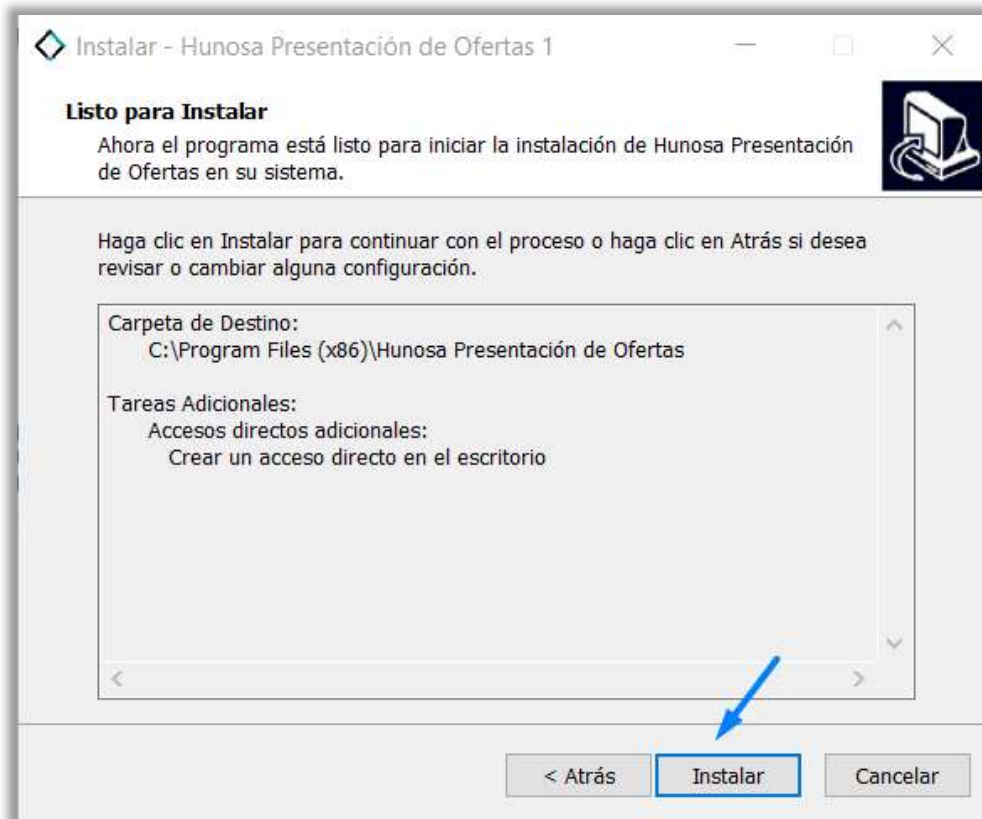 Instalar - Hunosa Presentación de Ofertas 1
Listo para Instalar
Ahora el programa está listo para iniciar la instalación de Hunosa Presentación
de Ofertas en su sistema.
Haga clic en Instalar para continuar con el proceso o haga clic en Atrás si desea
revisar o cambiar alguna configuración.
Carpeta de Destino:
C:\Program Files (x86)\Hunosa Presentación de Ofertas
Tareas Adicionales:
Accesos directos adicionales:
Crear un acceso directo en el escritorio
< Atrás
Instalar
Cancelar